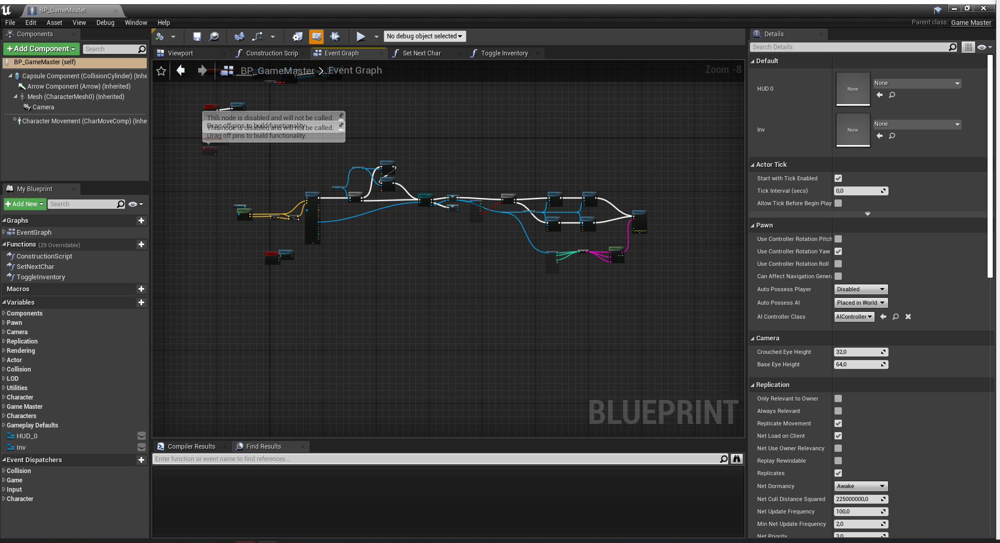 BP_GameMaster
File Edit Asset View Debug Window Help
Parent class: Game Master
Components
Add Component
Search
BP_GameMaster (self)
Capsule Component (CollisionCylinder) (Inhe
Arrow Component (Arrow) (Inherited)
Mesh (CharacterMesh0) (Inherited)
Camera
Character Movement (CharMoveComp) (Inhe
My Blueprint
Add New
Search
Graphs
EventGraph
Functions (29 Overridable)
ConstructionScript
SetNextChar
ToggleInventory
Macros
Variables
Components
Pawn
Camera
Replication
Rendering
Actor
Collision
LOD
Utilities
Character
Game Master
Characters
Gameplay Defaults
HUD_0
Inv
Event Dispatchers
Collision
Game
Input
Character
No debug object selected
Viewport
Construction Scrip
Event Graph
Set Next Char
Toggle Inventory
BP_GameMaster > Event Graph
Zoom -8
This node is disabled and will not be called.
Drag off pins to build functionality.
This node is disabled and will not be called.
Drag off pins to build functionality.
BLUEPRINT
Compiler Results
Find Results
Enter function or event name to find references...
Details
Search Details
Default
HUD 0
None
None
Inv
None
None
Actor Tick
Start with Tick Enabled
Tick Interval (secs) 0,0
Allow Tick Before Begin Play
Pawn
Use Controller Rotation Pitch
Use Controller Rotation Yaw
Use Controller Rotation Roll
Can Affect Navigation Genera
Auto Possess Player Disabled
Auto Possess AI Placed in World
AI Controller Class AIController
Camera
Crouched Eye Height 32,0
Base Eye Height 64,0
Replication
Only Relevant to Owner
Always Relevant
Replicate Movement
Net Load on Client
Net Use Owner Relevancy
Replay Rewindable
Replicates
Net Dormancy Awake
Net Cull Distance Squared 225000000,0
Net Update Frequency 100,0
Min Net Update Frequency 2,0
Net Priority 3,0